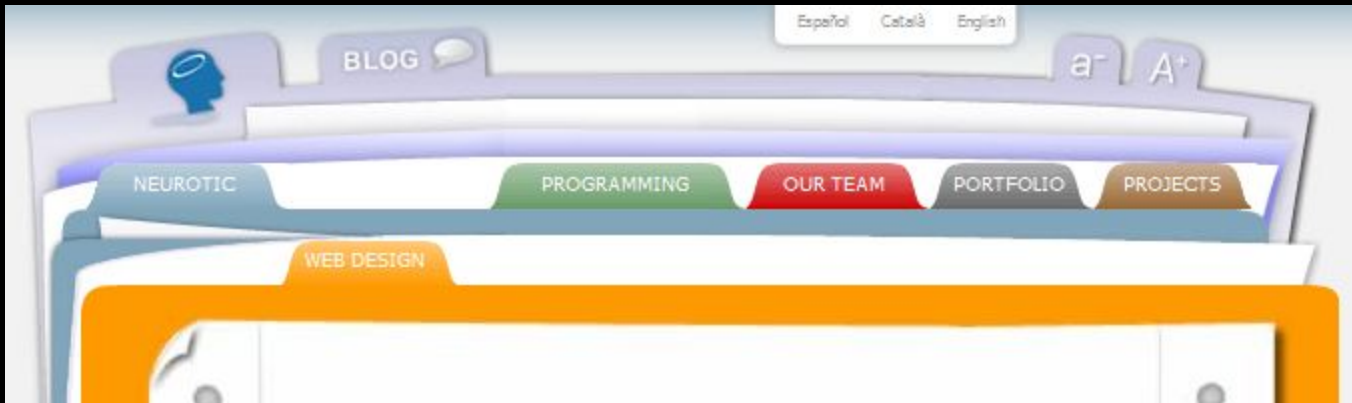 Español Català English
BLOG a⁻ A⁺
NEUROTIC PROGRAMMING OUR TEAM PORTFOLIO PROJECTS
WEB DESIGN